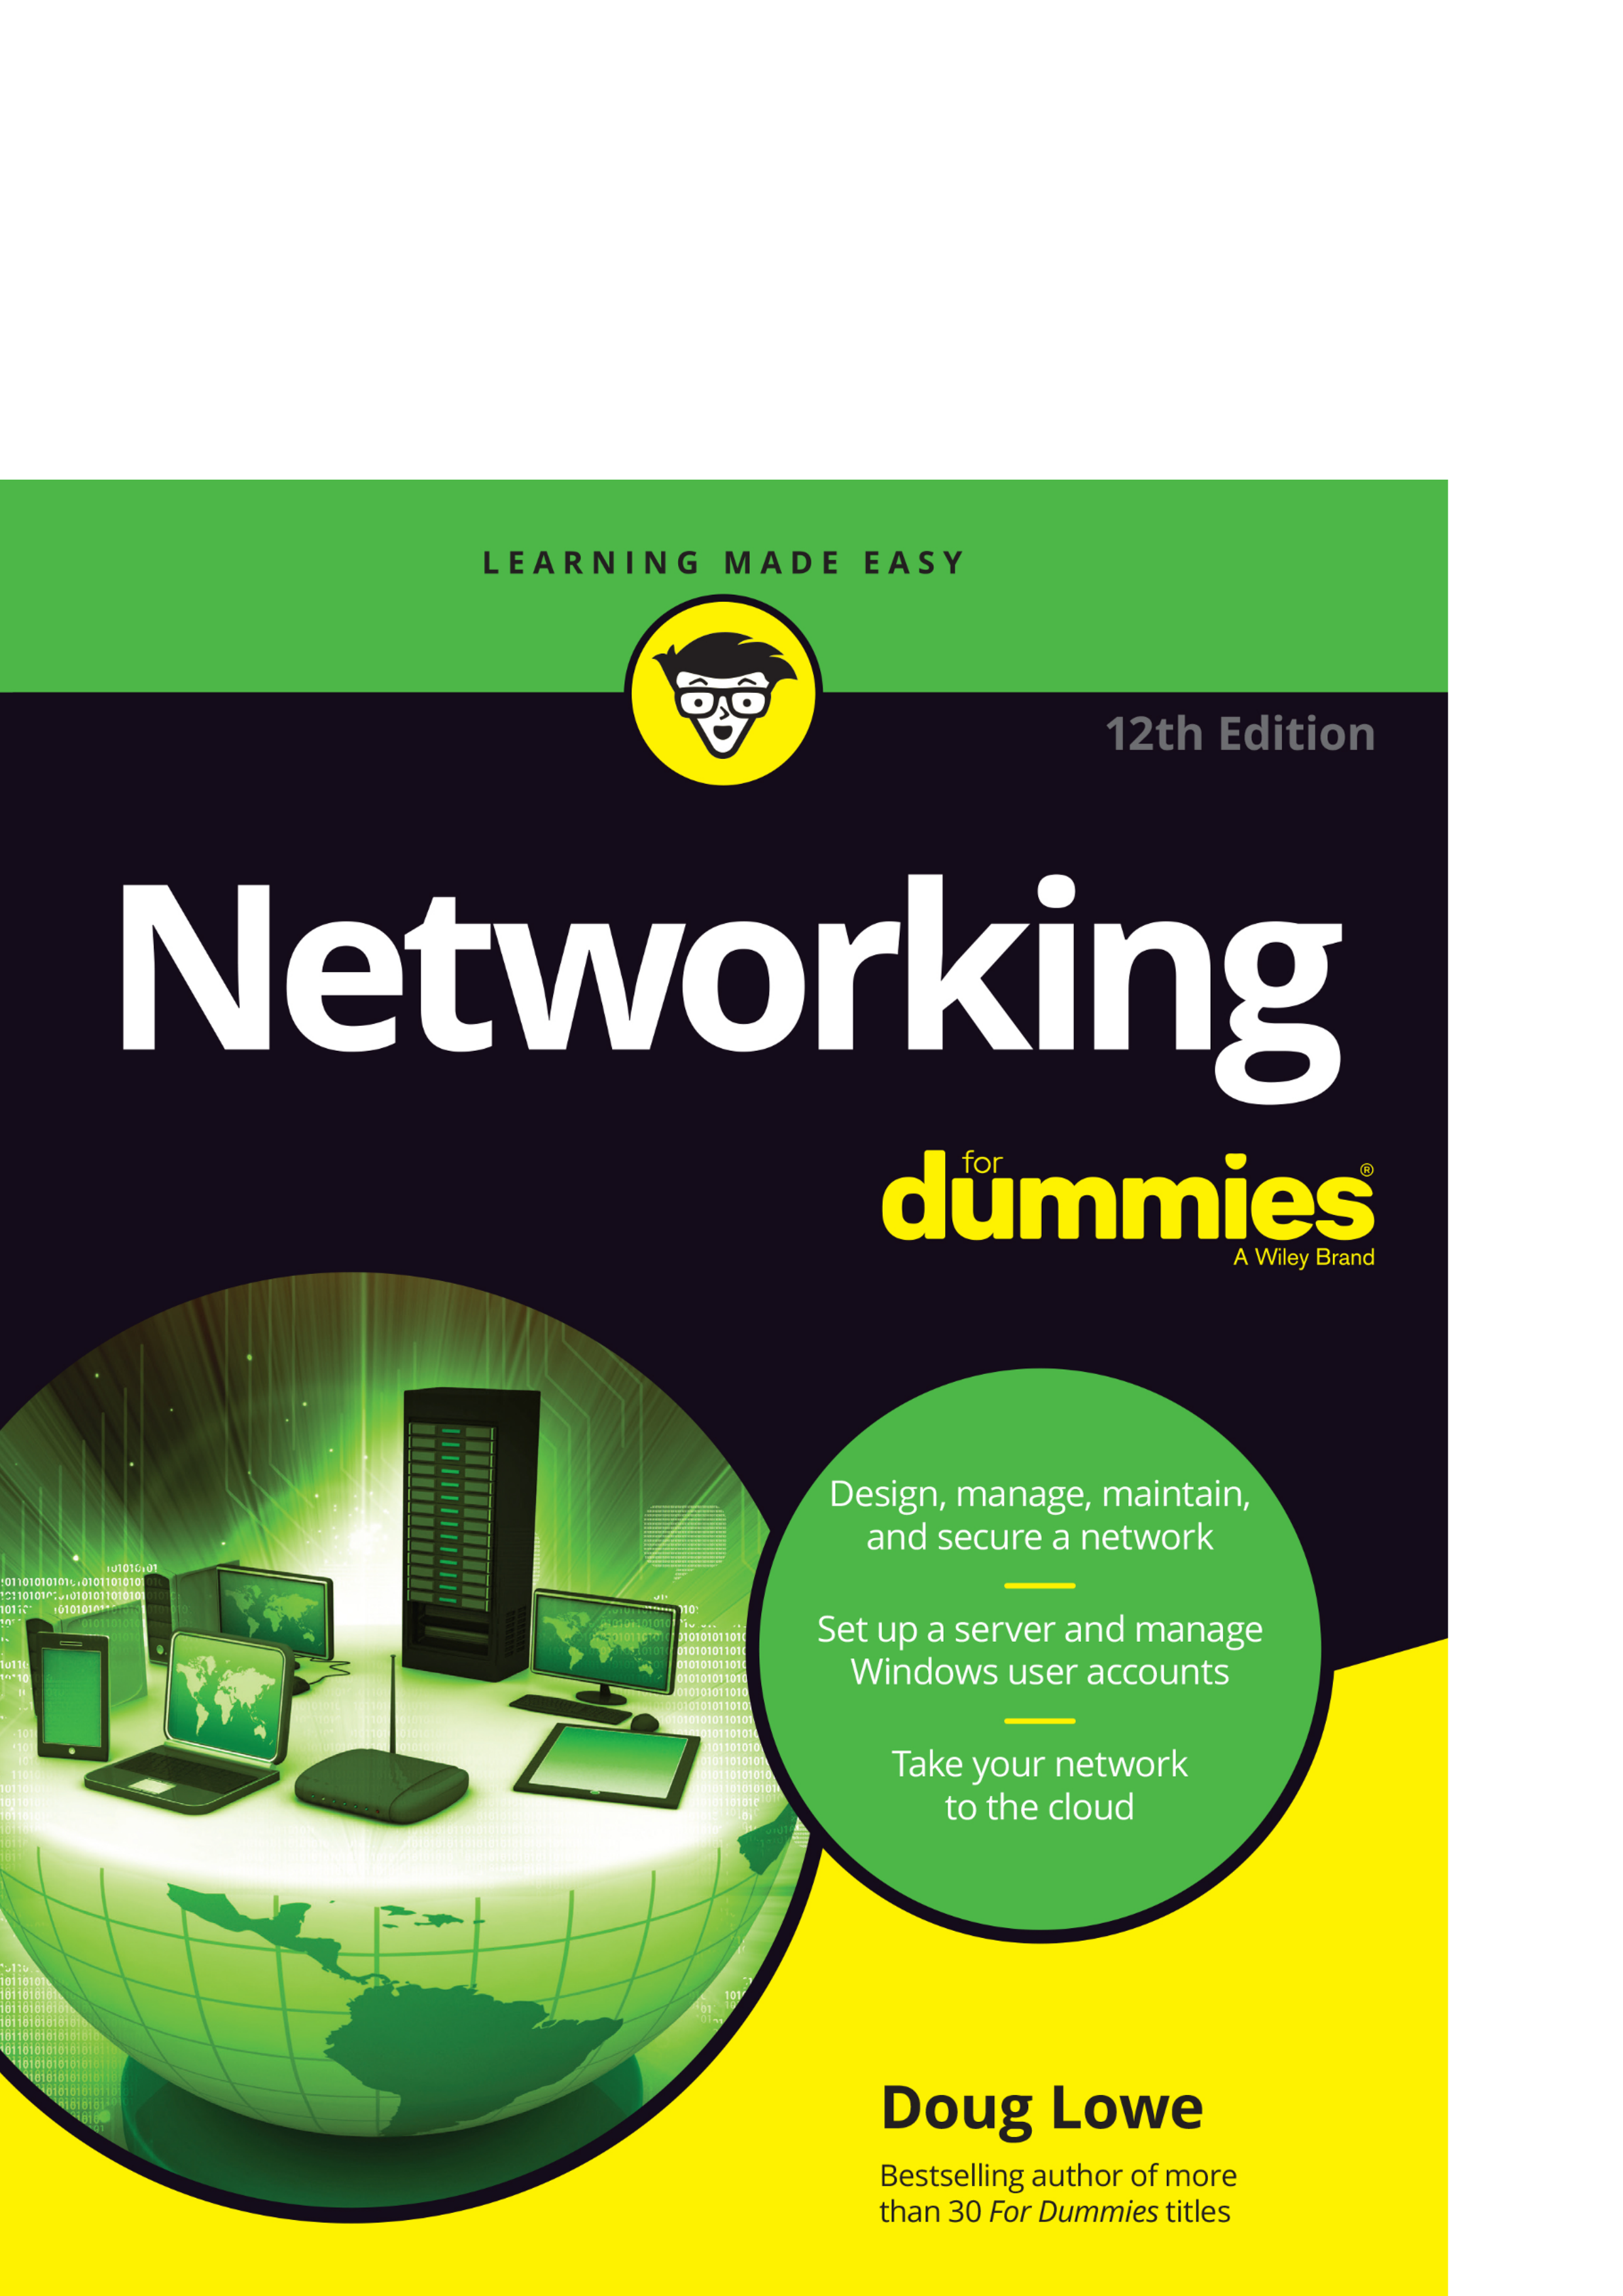 LEARNING MADE EASY
12th Edition
Networking
for
dummies®
A Wiley Brand
Design, manage, maintain,
and secure a network
Set up a server and manage
Windows user accounts
Take your network
to the cloud
Doug Lowe
Bestselling author of more
than 30 For Dummies titles